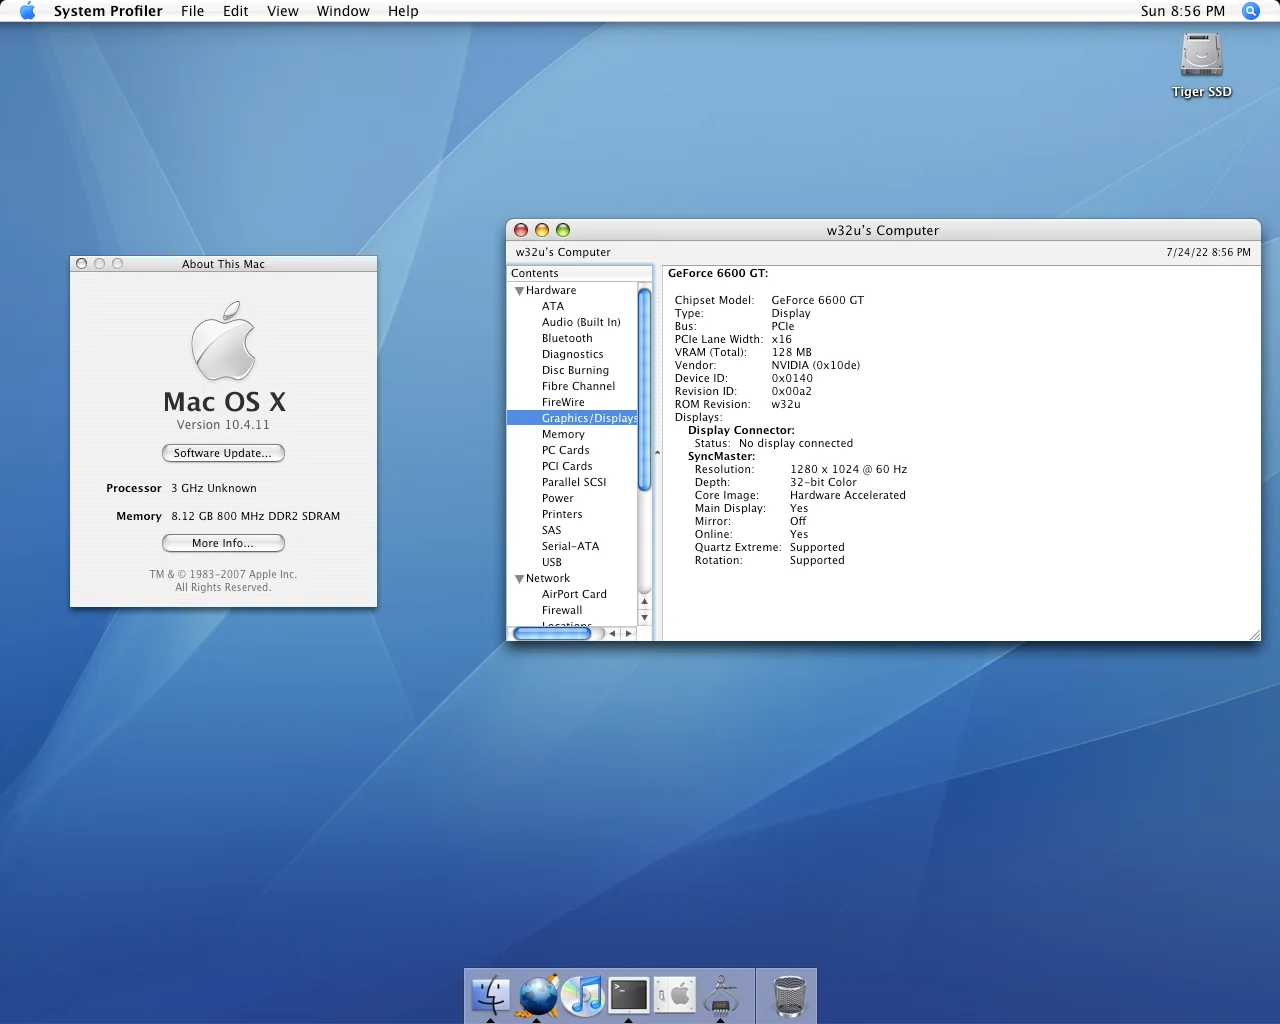 System Profiler File Edit View Window Help Sun 8:56 PM
Tiger SSD
About This Mac
Mac OS X
Version 10.4.11
Software Update...
Processor 3 GHz Unknown
Memory 8.12 GB 800 MHz DDR2 SDRAM
More Info...
TM & © 1983-2007 Apple Inc.
All Rights Reserved.
w32u's Computer
w32u's Computer 7/24/22 8:56 PM
Contents
Hardware
ATA
Audio (Built In)
Bluetooth
Diagnostics
Disc Burning
Fibre Channel
FireWire
Graphics/Displays
Memory
PC Cards
PCI Cards
Parallel SCSI
Power
Printers
SAS
Serial-ATA
USB
Network
AirPort Card
Firewall
Locations
GeForce 6600 GT:
Chipset Model: GeForce 6600 GT
Type: Display
Bus: PCIe
PCIe Lane Width: x16
VRAM (Total): 128 MB
Vendor: NVIDIA (0x10de)
Device ID: 0x0140
Revision ID: 0x00a2
ROM Revision: w32u
Displays:
Display Connector:
Status: No display connected
SyncMaster:
Resolution: 1280 x 1024 @ 60 Hz
Depth: 32-bit Color
Core Image: Hardware Accelerated
Main Display: Yes
Mirror: Off
Online: Yes
Quartz Extreme: Supported
Rotation: Supported